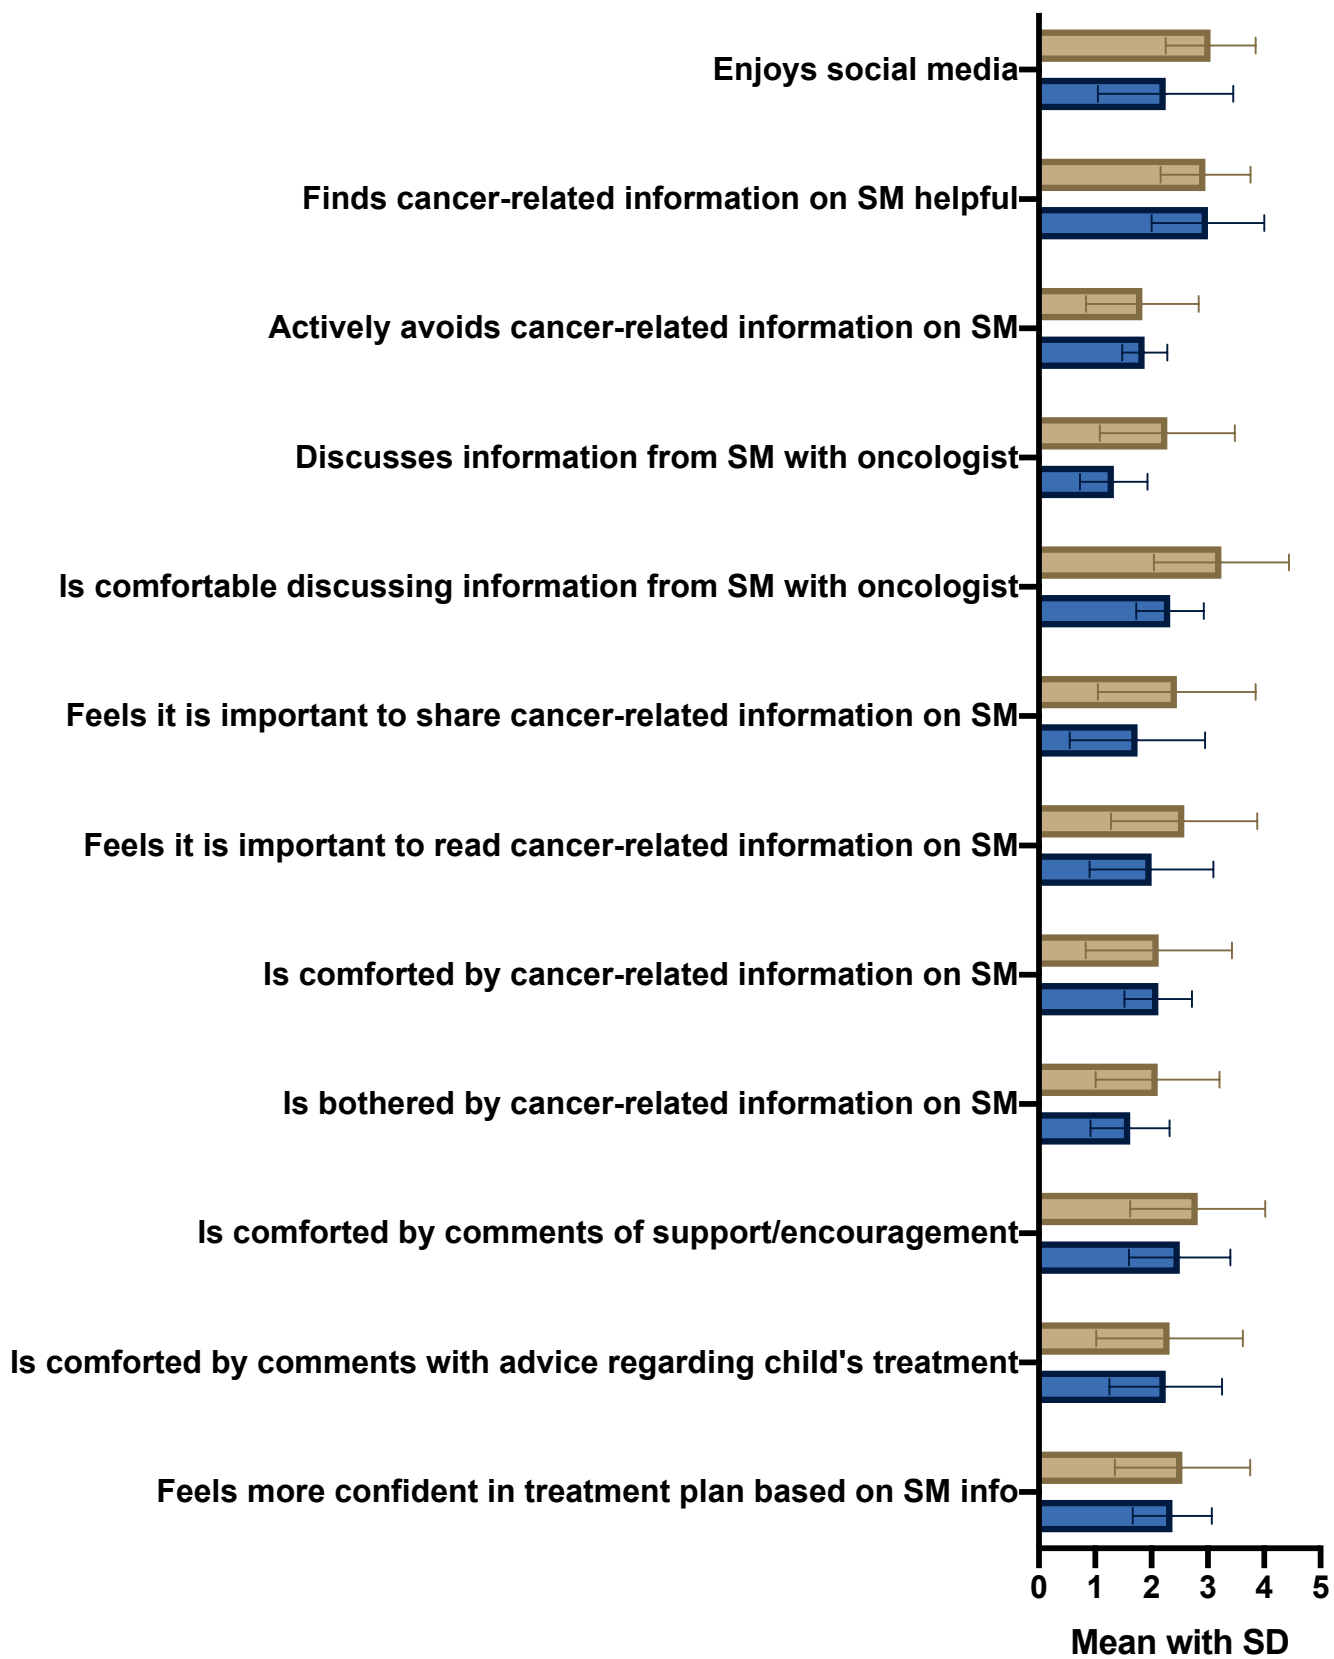 Enjoys social media
Finds cancer-related information on SM helpful
Actively avoids cancer-related information on SM
Discusses information from SM with oncologist
Is comfortable discussing information from SM with oncologist
Feels it is important to share cancer-related information on SM
Feels it is important to read cancer-related information on SM
Is comforted by cancer-related information on SM
Is bothered by cancer-related information on SM
Is comforted by comments of support/encouragement
Is comforted by comments with advice regarding child's treatment
Feels more confident in treatment plan based on SM info
0 1 2 3 4 5
Mean with SD